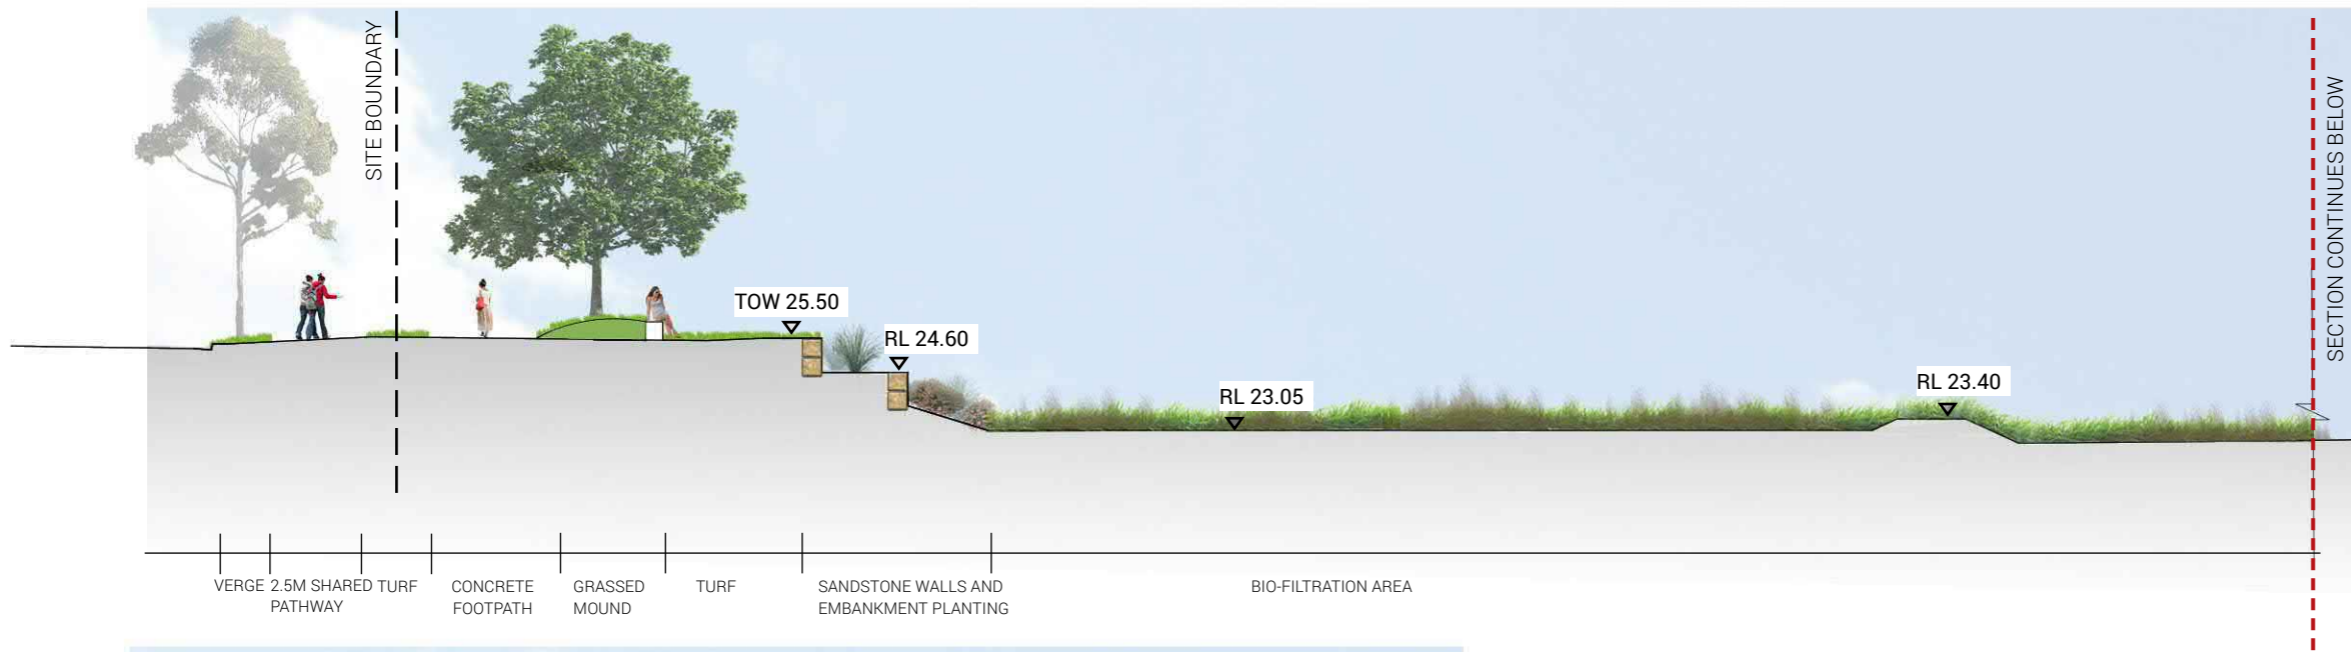 SITE BOUNDARY
TOW 25.50
RL 24.60
RL 23.05
RL 23.40
SECTION CONTINUES BELOW
VERGE
2.5M SHARED
PATHWAY
TURF
CONCRETE
FOOTPATH
GRASSED
MOUND
TURF
SANDSTONE WALLS AND
EMBANKMENT PLANTING
BIO-FILTRATION AREA